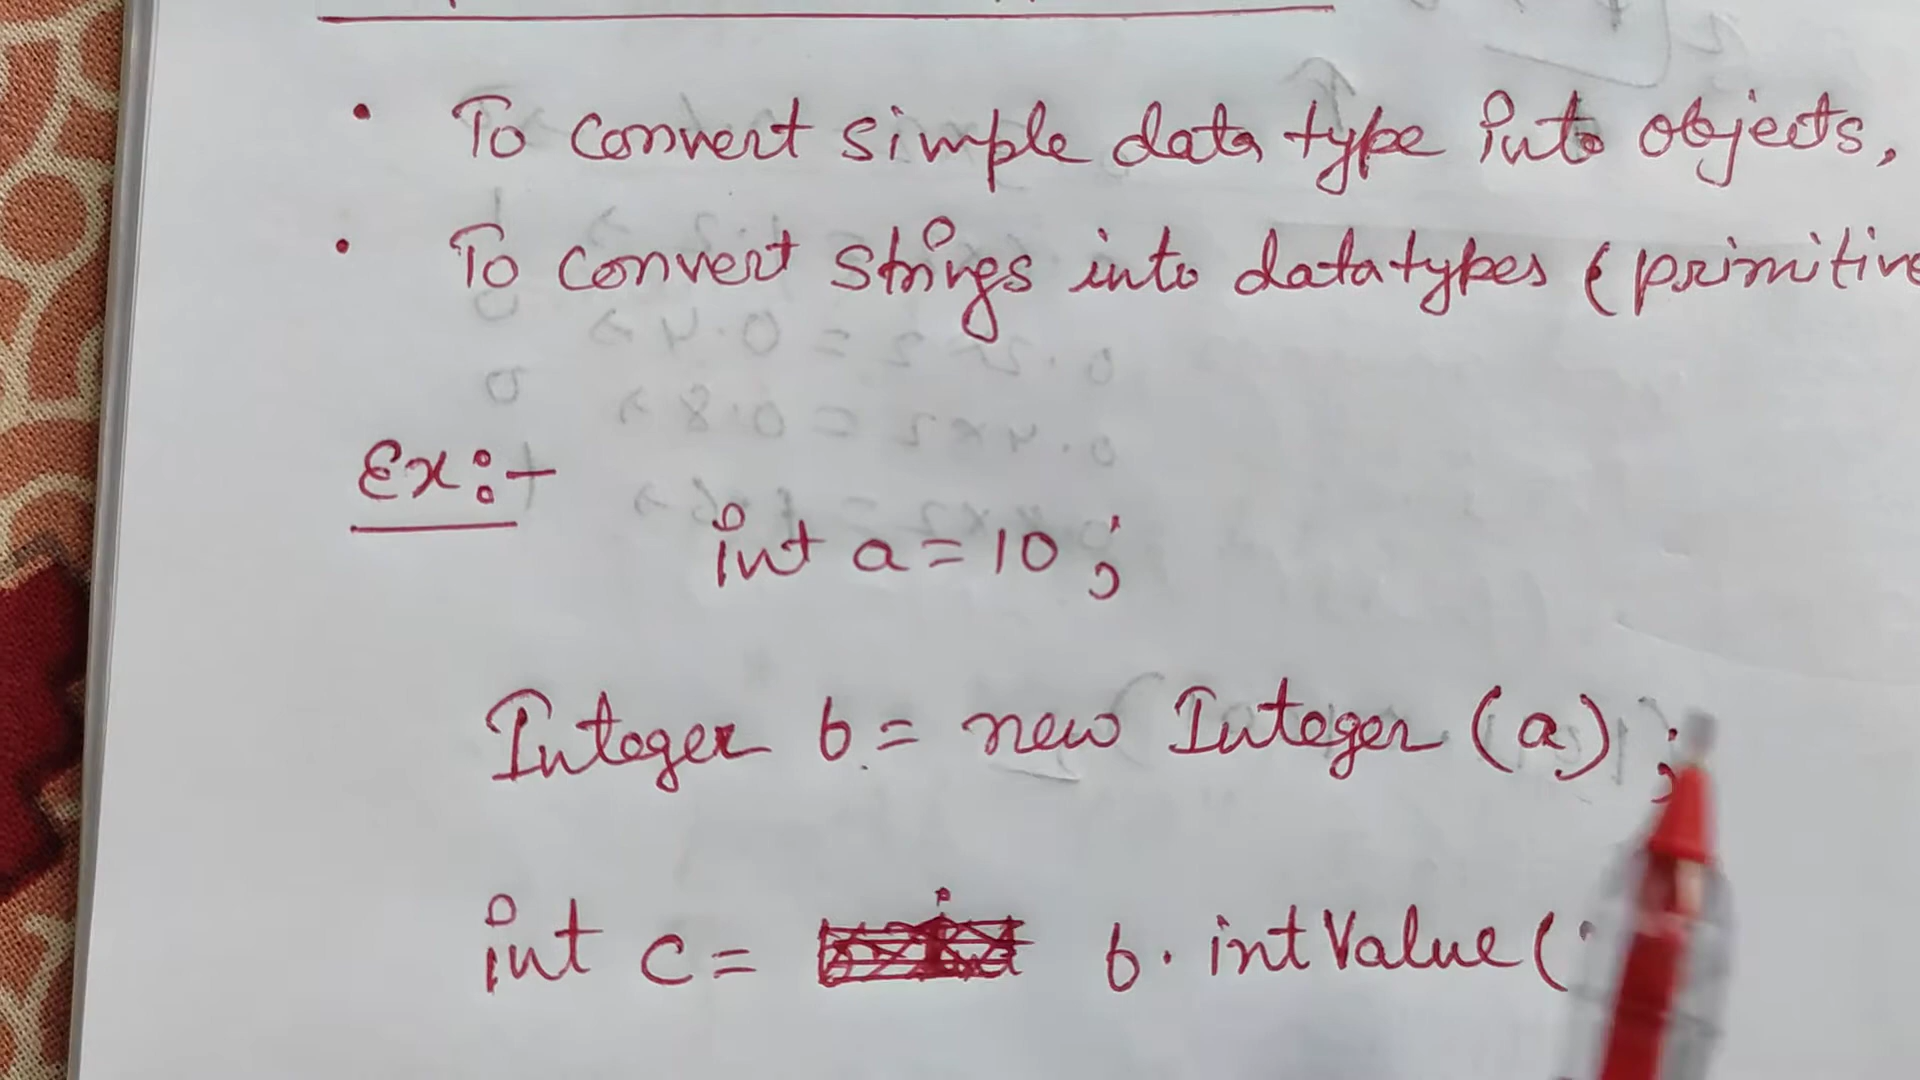 • To convert simple data type into objects,
• To convert strings into datatypes (primitive
Ex:-
int a=10;
Integer b= new Integer (a);
int c= b.intValue(